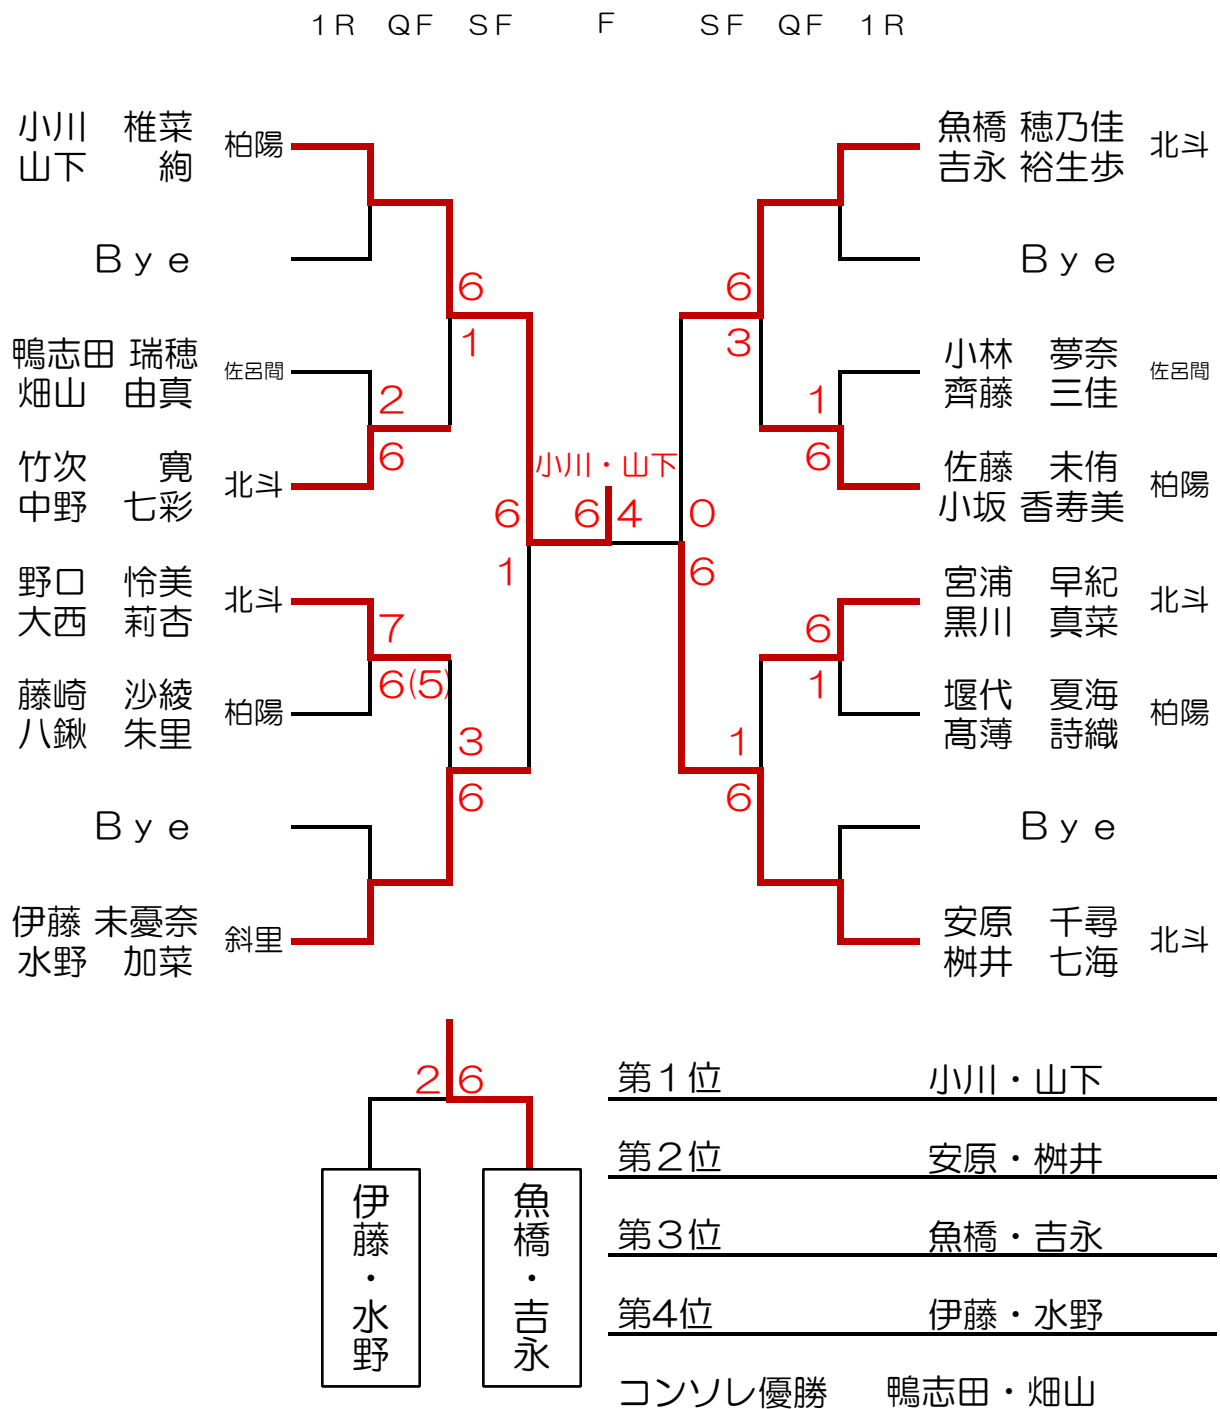 １Ｒ ＱＦ ＳＦ Ｆ ＳＦ ＱＦ １Ｒ
小川　椎菜
山下　　絢
柏陽
Ｂｙｅ
鴨志田 瑞穂
畑山　由真
佐呂間
竹次　　寛
中野　七彩
北斗
野口　怜美
大西　莉杏
北斗
藤崎　沙綾
八鍬　朱里
柏陽
Ｂｙｅ
伊藤 未憂奈
水野　加菜
斜里
6
1
2
6
7
6(5)
3
6
6
1
小川・山下
6 4
0
6
6
3
1
6
6
1
1
6
魚橋 穂乃佳
吉永 裕生歩
北斗
Ｂｙｅ
小林　夢奈
齊藤　三佳
佐呂間
佐藤　未侑
小坂 香寿美
柏陽
宮浦　早紀
黒川　真菜
北斗
堰代　夏海
髙薄　詩織
柏陽
Ｂｙｅ
安原　千尋
桝井　七海
北斗
2 6
伊藤・水野
魚橋・吉永
第１位 小川・山下
第２位 安原・桝井
第３位 魚橋・吉永
第4位 伊藤・水野
コンソレ優勝 鴨志田・畑山